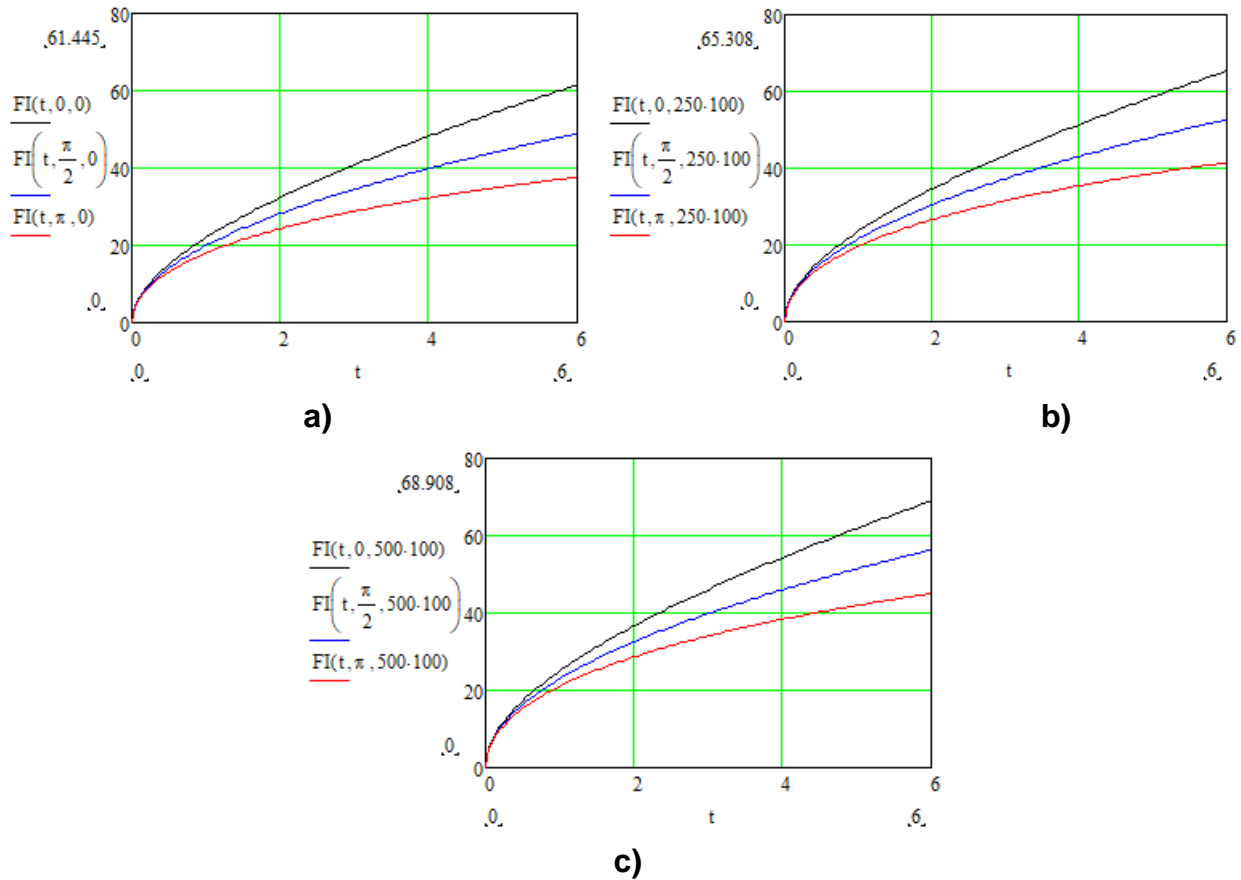 80
61.445
60
FI(t, 0, 0)
FI(t, π/2, 0)
40
FI(t, π, 0)
20
0
0
0 2 4 6
0 t 6
a)
80
65.308
60
FI(t, 0, 250·100)
FI(t, π/2, 250·100)
40
FI(t, π, 250·100)
20
0
0
0 2 4 6
0 t 6
b)
80
68.908
60
FI(t, 0, 500·100)
FI(t, π/2, 500·100)
40
FI(t, π, 500·100)
20
0
0
0 2 4 6
0 t 6
c)